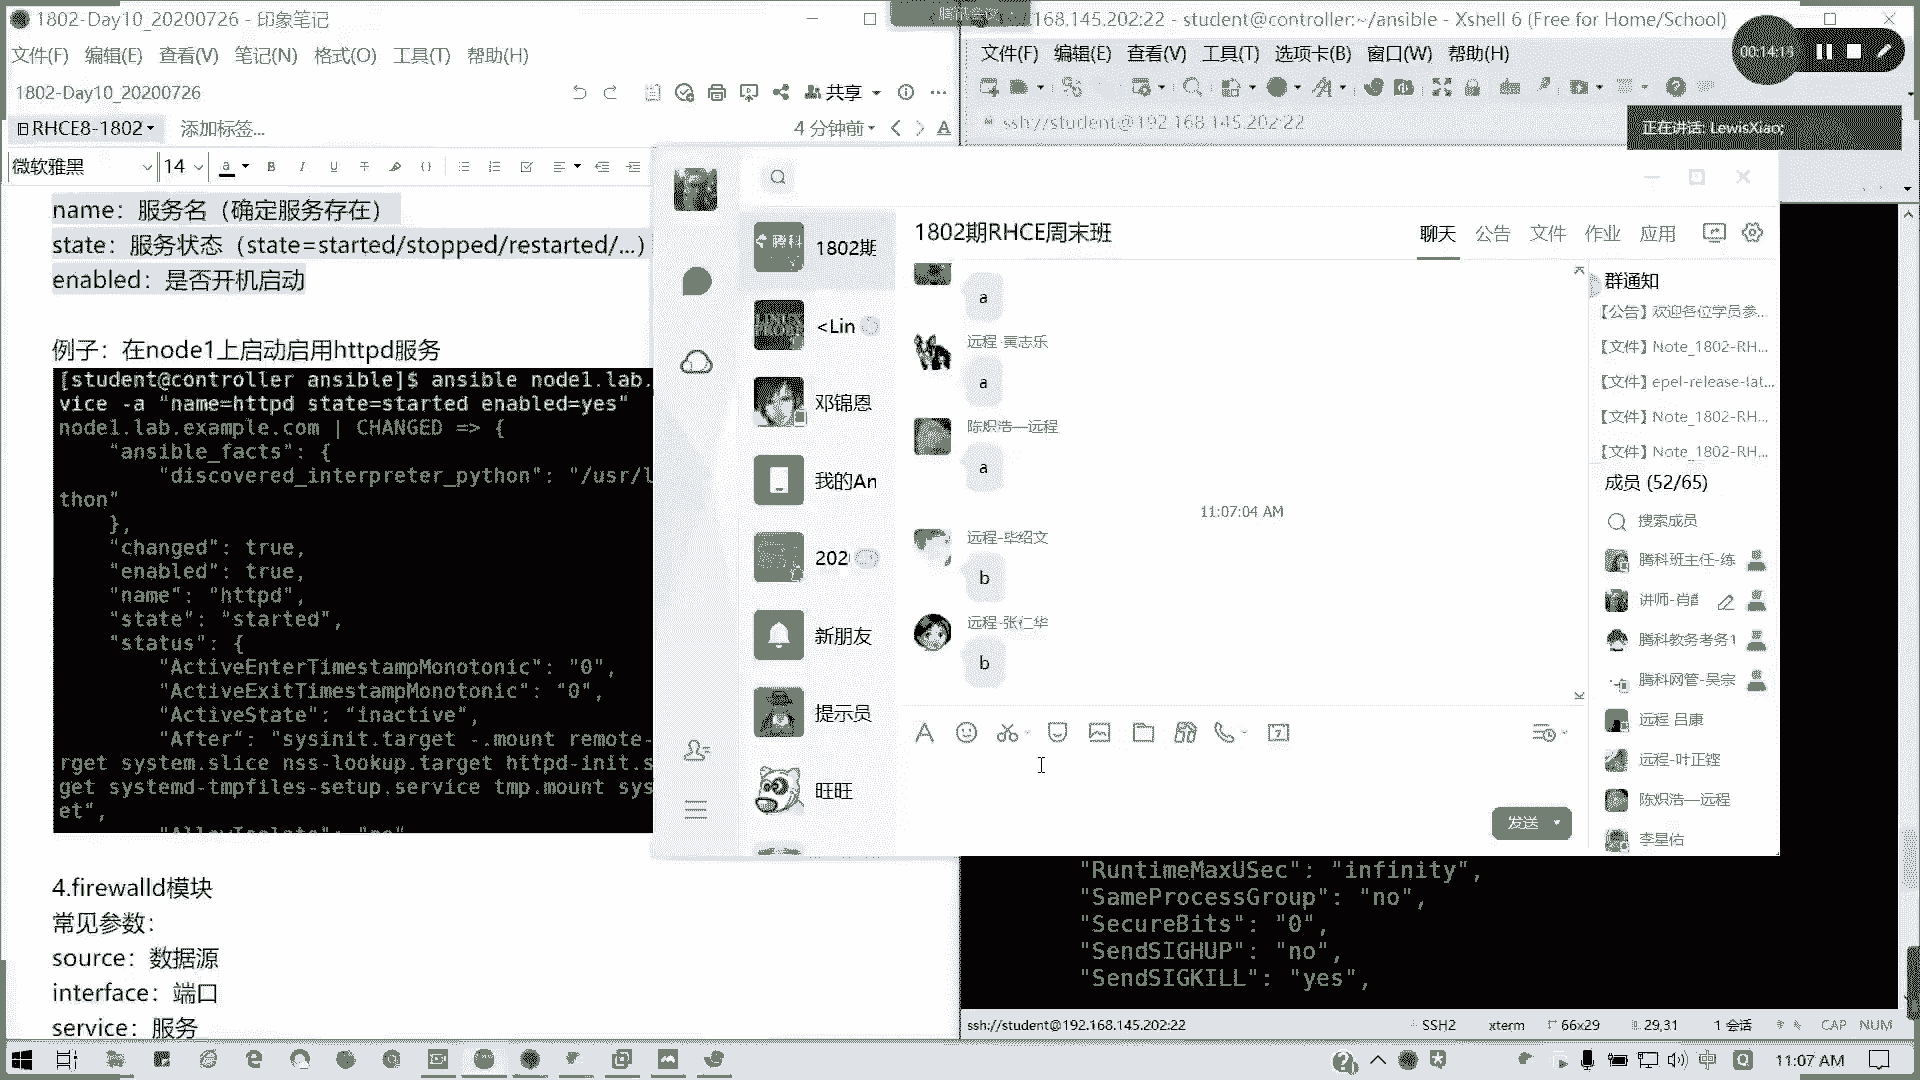 1802-Day10_20200726 - 印象笔记
文件(F) 编辑(E) 查看(V) 笔记(N) 格式(O) 工具(T) 帮助(H)
1802-Day10_20200726
共享
RHCE8-1802
添加标签...
4 分钟前
微软雅黑
14
name：服务名（确定服务存在）
state：服务状态（state=started/stopped/restarted/...）
enabled：是否开机启动
例子：在node1上启动启用httpd服务
[student@controller ansible]$ ansible node1.lab.
vice -a "name=httpd state=started enabled=yes"
node1.lab.example.com | CHANGED => {
"ansible_facts": {
"discovered_interpreter_python": "/usr/l
thon"
},
"changed": true,
"enabled": true,
"name": "httpd",
"state": "started",
"status": {
"ActiveEnterTimestampMonotonic": "0",
"ActiveExitTimestampMonotonic": "0",
"ActiveState": "inactive",
"After": "sysinit.target -.mount remote-
rget system.slice nss-lookup.target httpd-init.s
get systemd-tmpfiles-setup.service tmp.mount sys
et",
4.firewalld模块
常见参数：
source：数据源
interface：端口
service：服务
腾讯会议
168.145.202:22 - student@controller:~/ansible - Xshell 6 (Free for Home/School)
文件(F) 编辑(E) 查看(V) 工具(T) 选项卡(B) 窗口(W) 帮助(H)
00:14:18
ssh://student@192.168.145.202:22
正在讲话: LewisXiao;
1802期
<Lin
邓锦恩
我的An
202
新朋友
提示员
旺旺
1802期RHCE周末班
聊天 公告 文件 作业 应用
a
远程-黄志乐
a
陈炽浩—远程
a
11:07:04 AM
远程-毕绍文
b
远程-张仁华
b
发送
群通知
【公告】欢迎各位学员参...
【文件】Note_1802-RH...
【文件】epel-release-lat...
【文件】Note_1802-RH...
【文件】Note_1802-RH...
成员 (52/65)
搜索成员
腾科班主任-练
腾科教务考务1
腾科网管-吴宗
远程 吕康
远程-叶正铿
陈炽浩—远程
李星佑
"RuntimeMaxUSec": "infinity",
"SameProcessGroup": "no",
"SecureBits": "0",
"SendSIGHUP": "no",
"SendSIGKILL": "yes",
ssh://student@192.168.145.202:22
SSH2
xterm
66x29
29,31
1 会话
CAP NUM
中
11:07 AM